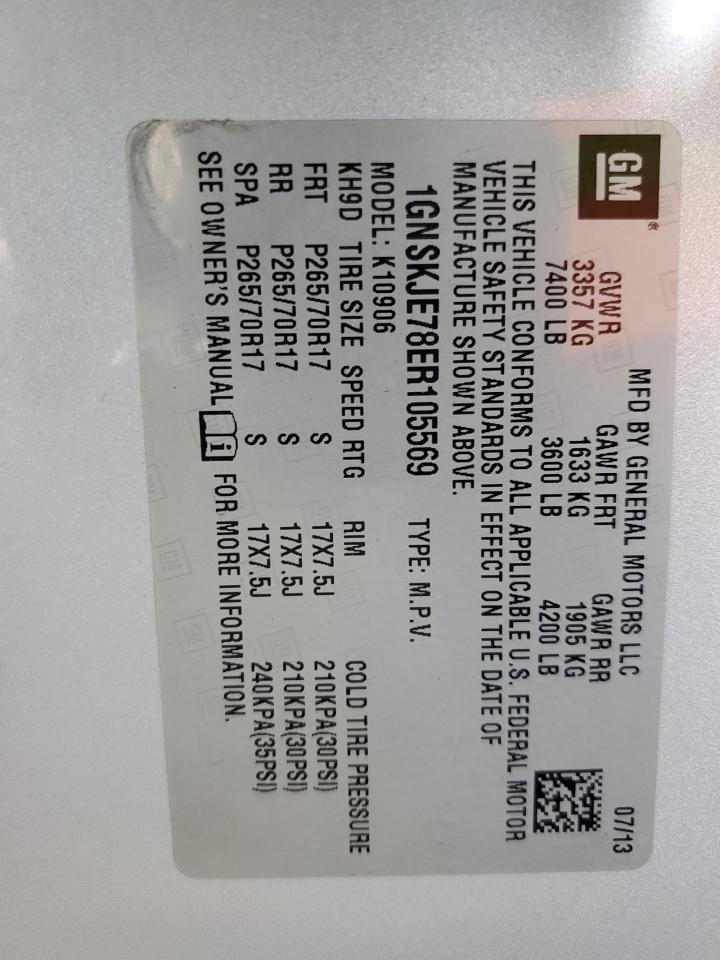 GM®
MFD BY GENERAL MOTORS LLC 07/13
GVWR GAWR FRT GAWR RR
3357 KG 1633 KG 1905 KG
7400 LB 3600 LB 4200 LB
THIS VEHICLE CONFORMS TO ALL APPLICABLE U.S. FEDERAL MOTOR
VEHICLE SAFETY STANDARDS IN EFFECT ON THE DATE OF
MANUFACTURE SHOWN ABOVE.
1GNSKJE78ER105569 TYPE: M.P.V.
MODEL: K10906
KH9D TIRE SIZE SPEED RTG RIM COLD TIRE PRESSURE
FRT P265/70R17 S 17X7.5J 210KPA(30PSI)
RR P265/70R17 S 17X7.5J 210KPA(30PSI)
SPA P265/70R17 S 17X7.5J 240KPA(35PSI)
SEE OWNER'S MANUAL i FOR MORE INFORMATION.